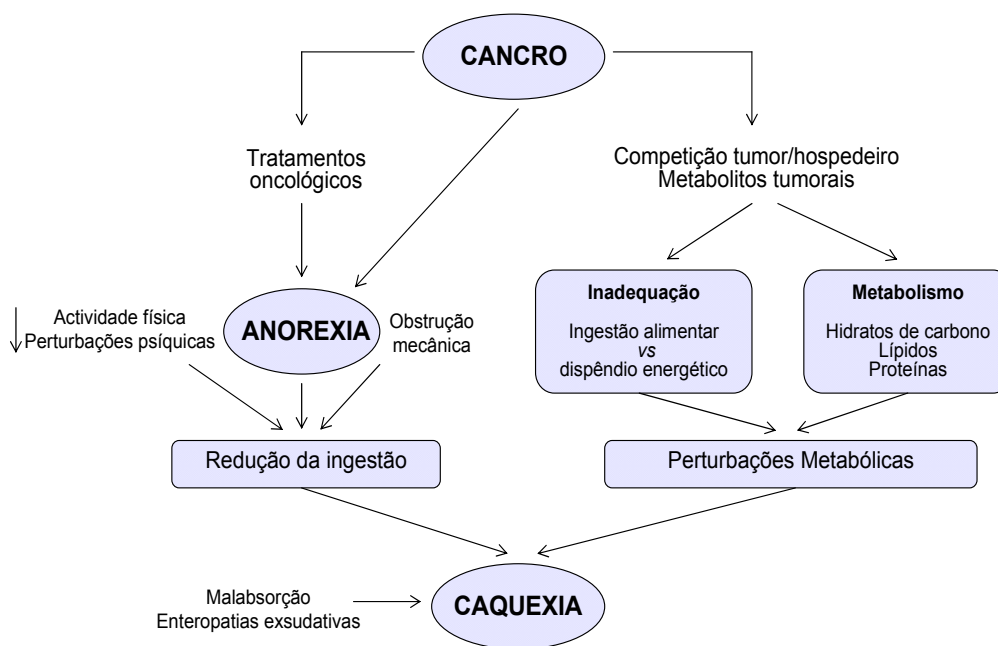 CANCRO
Tratamentos
oncológicos
Competição tumor/hospedeiro
Metabolitos tumorais
Inadequação
Ingestão alimentar
vs
dispêndio energético
Metabolismo
Hidratos de carbono
Lípidos
Proteínas
Actividade física
Perturbações psíquicas
ANOREXIA
Obstrução
mecânica
Redução da ingestão
Perturbações Metabólicas
Malabsorção
Enteropatias exsudativas
CAQUEXIA